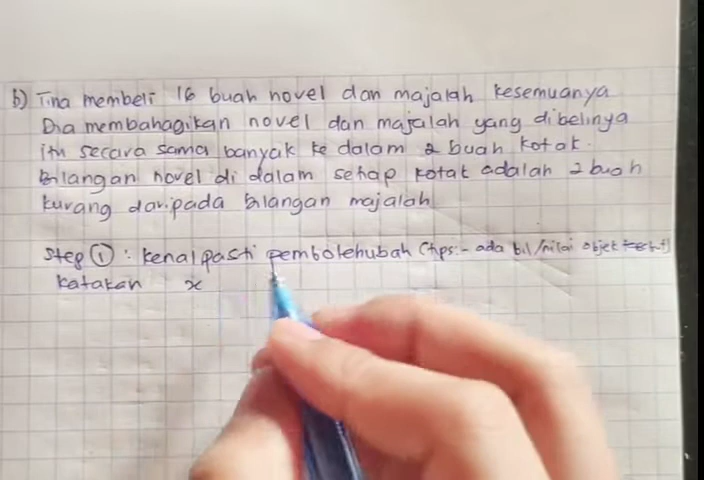 b) Tina membeli 16 buah novel dan majalah kesemuanya
Dia membahagikan novel dan majalah yang dibelinya
itu secara sama banyak ke dalam 2 buah kotak.
Bilangan novel di dalam setiap kotak adalah 2 buah
kurang daripada bilangan majalah
Step ①: Kenalpasti pembolehubah (Tips:- ada bil/nilai objek
katakan x